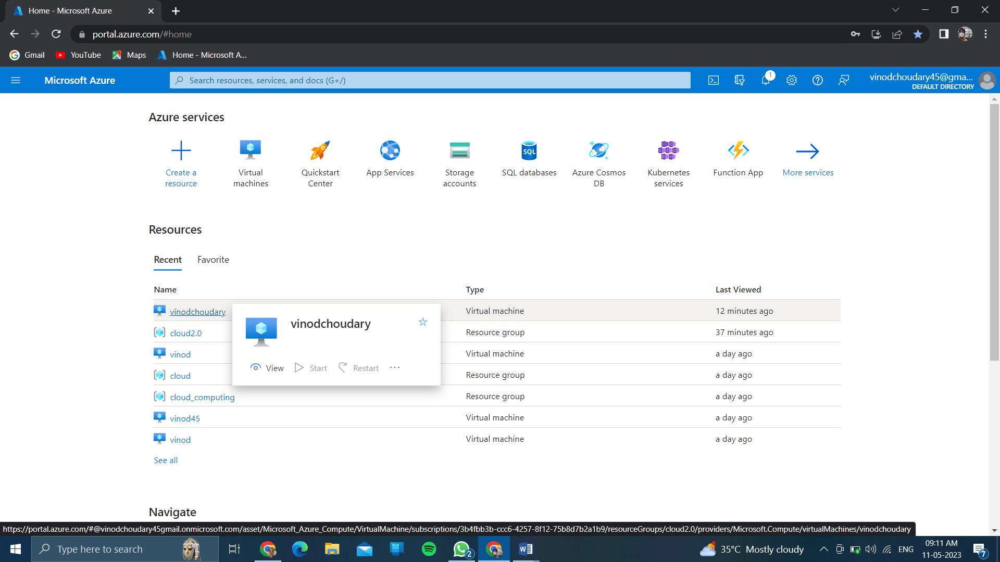 Home - Microsoft Azure
portal.azure.com/#home
Gmail YouTube Maps Home - Microsoft A...
Microsoft Azure Search resources, services, and docs (G+/) 1 vinodchoudary45@gma...
DEFAULT DIRECTORY
Azure services
Create a resource
Virtual machines
Quickstart Center
App Services
Storage accounts
SQL
SQL databases
Azure Cosmos DB
Kubernetes services
Function App
More services
Resources
Recent Favorite
Name Type Last Viewed
vinodchoudary Virtual machine 12 minutes ago
cloud2.0 Resource group 37 minutes ago
vinod Virtual machine a day ago
cloud Resource group a day ago
cloud_computing Resource group a day ago
vinod45 Virtual machine a day ago
vinod Virtual machine a day ago
vinodchoudary
View Start Restart ...
See all
Navigate
https://portal.azure.com/#@vinodchoudary45gmail.onmicrosoft.com/asset/Microsoft_Azure_Compute/VirtualMachine/subscriptions/3b4fbb3b-ccc6-4257-8f12-75b8d7b2a1b9/resourceGroups/cloud2.0/providers/Microsoft.Compute/virtualMachines/vinodchoudary
Type here to search 2 35°C Mostly cloudy ENG 09:11 AM
11-05-2023 7